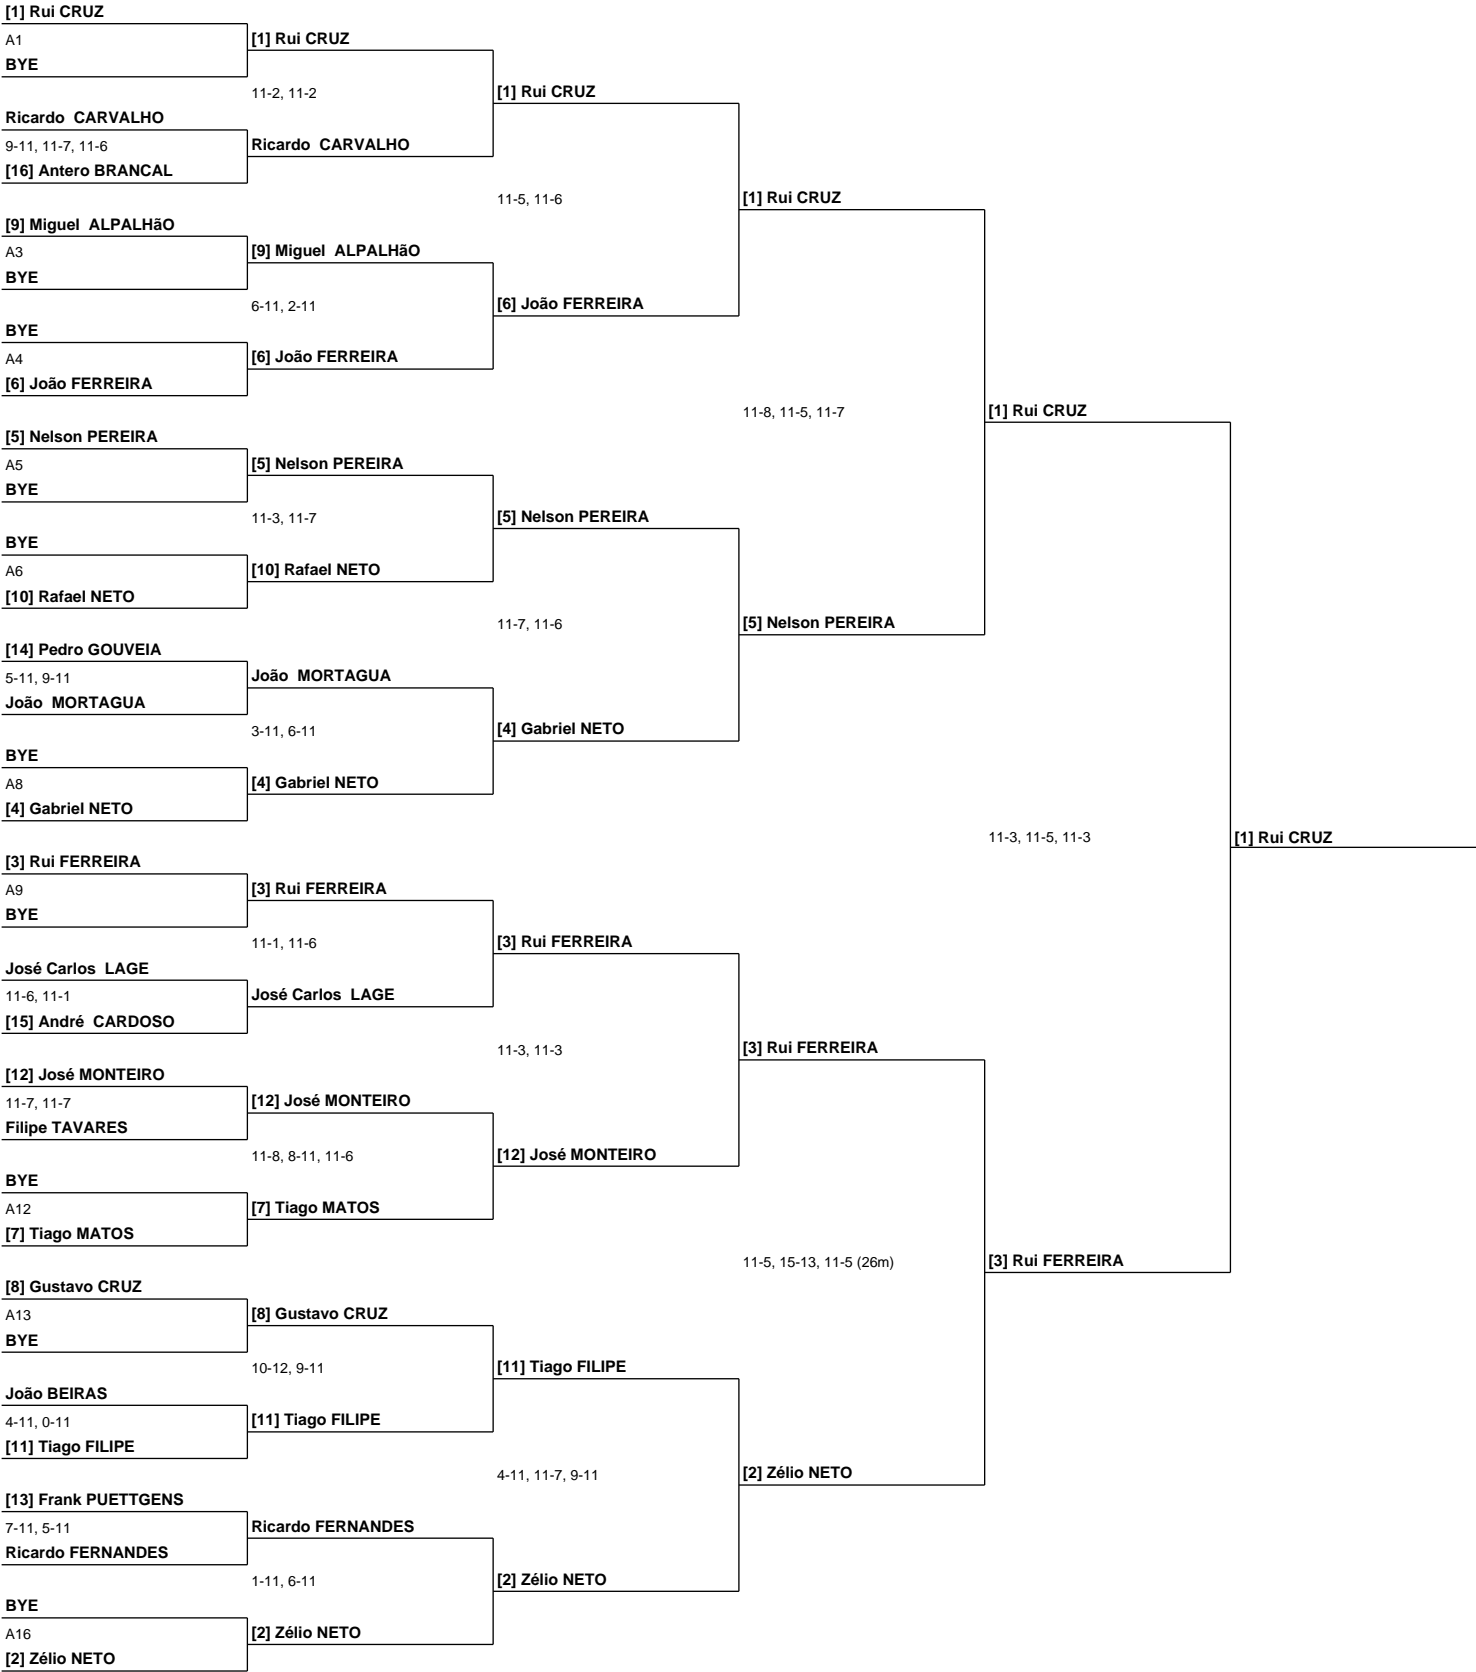 [1] Rui CRUZ
A1
BYE
Ricardo CARVALHO
9-11, 11-7, 11-6
[16] Antero BRANCAL
[9] Miguel ALPALHãO
A3
BYE
BYE
A4
[6] João FERREIRA
[5] Nelson PEREIRA
A5
BYE
BYE
A6
[10] Rafael NETO
[14] Pedro GOUVEIA
5-11, 9-11
João MORTAGUA
BYE
A8
[4] Gabriel NETO
[3] Rui FERREIRA
A9
BYE
José Carlos LAGE
11-6, 11-1
[15] André CARDOSO
[12] José MONTEIRO
11-7, 11-7
Filipe TAVARES
BYE
A12
[7] Tiago MATOS
[8] Gustavo CRUZ
A13
BYE
João BEIRAS
4-11, 0-11
[11] Tiago FILIPE
[13] Frank PUETTGENS
7-11, 5-11
Ricardo FERNANDES
BYE
A16
[2] Zélio NETO
[1] Rui CRUZ
11-2, 11-2
Ricardo CARVALHO
[9] Miguel ALPALHãO
6-11, 2-11
[6] João FERREIRA
[5] Nelson PEREIRA
11-3, 11-7
[10] Rafael NETO
João MORTAGUA
3-11, 6-11
[4] Gabriel NETO
[3] Rui FERREIRA
11-1, 11-6
José Carlos LAGE
[12] José MONTEIRO
11-8, 8-11, 11-6
[7] Tiago MATOS
[8] Gustavo CRUZ
10-12, 9-11
[11] Tiago FILIPE
Ricardo FERNANDES
1-11, 6-11
[2] Zélio NETO
[1] Rui CRUZ
11-5, 11-6
[6] João FERREIRA
[5] Nelson PEREIRA
11-7, 11-6
[4] Gabriel NETO
[3] Rui FERREIRA
11-3, 11-3
[12] José MONTEIRO
[11] Tiago FILIPE
4-11, 11-7, 9-11
[2] Zélio NETO
[1] Rui CRUZ
11-8, 11-5, 11-7
[5] Nelson PEREIRA
[3] Rui FERREIRA
11-5, 15-13, 11-5 (26m)
[2] Zélio NETO
[1] Rui CRUZ
11-3, 11-5, 11-3
[3] Rui FERREIRA
[1] Rui CRUZ